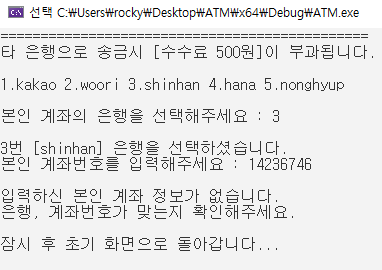 선택 C:\Users\rocky\Desktop\ATM\x64\Debug\ATM.exe
타 은행으로 송금시 [수수료 500원]이 부과됩니다.
1.kakao 2.woori 3.shinhan 4.hana 5.nonghyup
본인 계좌의 은행을 선택해주세요 : 3
3번 [shinhan] 은행을 선택하셨습니다.
본인 계좌번호를 입력해주세요 : 14236746
입력하신 본인 계좌 정보가 없습니다.
은행, 계좌번호가 맞는지 확인해주세요.
잠시 후 초기 화면으로 돌아갑니다...